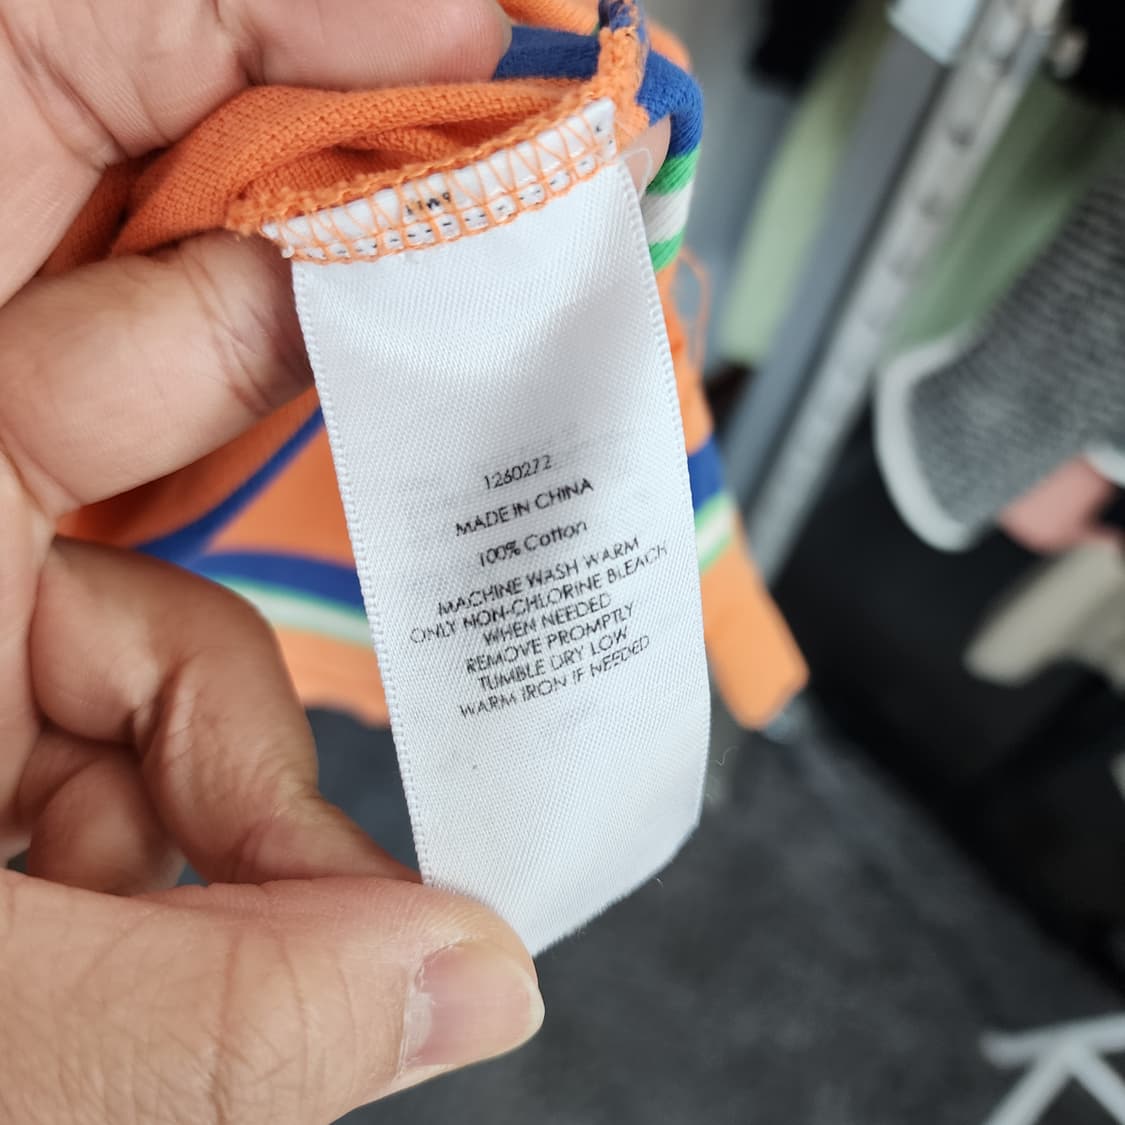 1260272
MADE IN CHINA
100% Cotton
MACHINE WASH WARM
ONLY NON-CHLORINE BLEACH
WHEN NEEDED
REMOVE PROMPTLY
TUMBLE DRY LOW
WARM IRON IF NEEDED